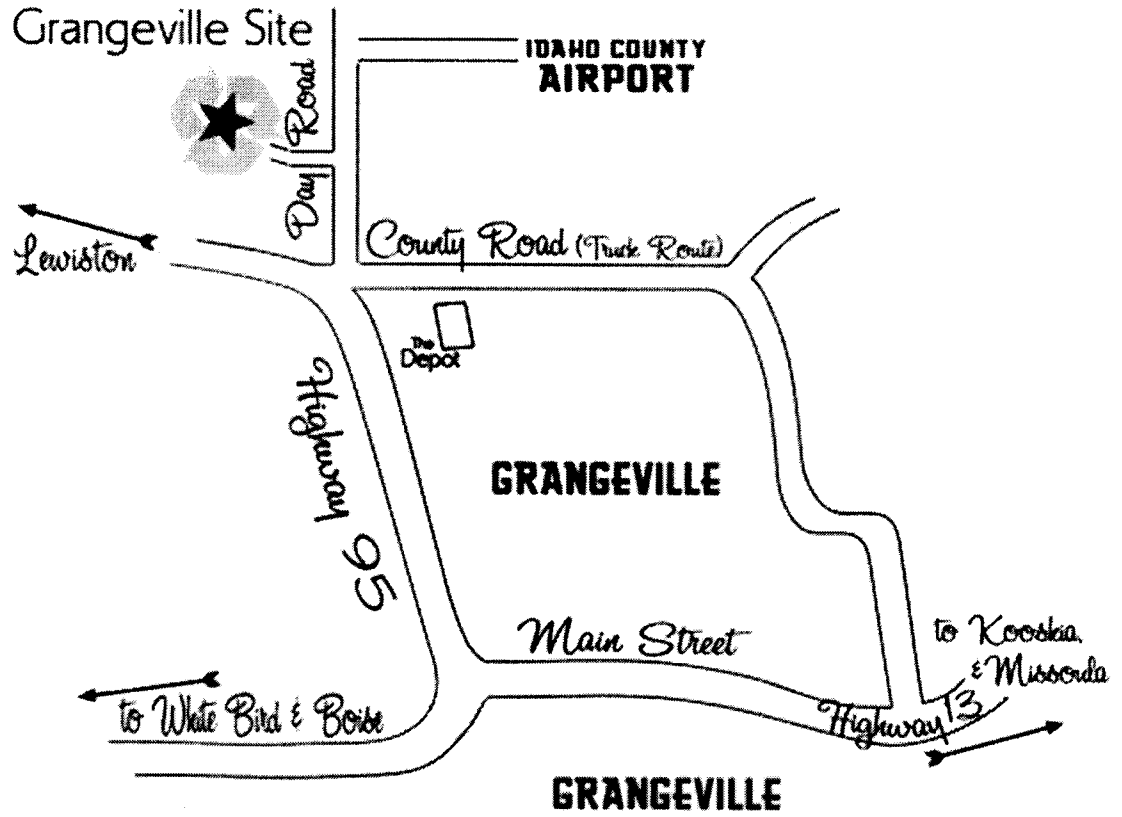 Grangeville Site
IDAHO COUNTY
AIRPORT
Day Road
Lewiston
County Road (Truck Route)
The
Depot
Highway 95
GRANGEVILLE
Main Street
to Kooskia,
& Missoula
to White Bird & Boise
Highway 13
GRANGEVILLE